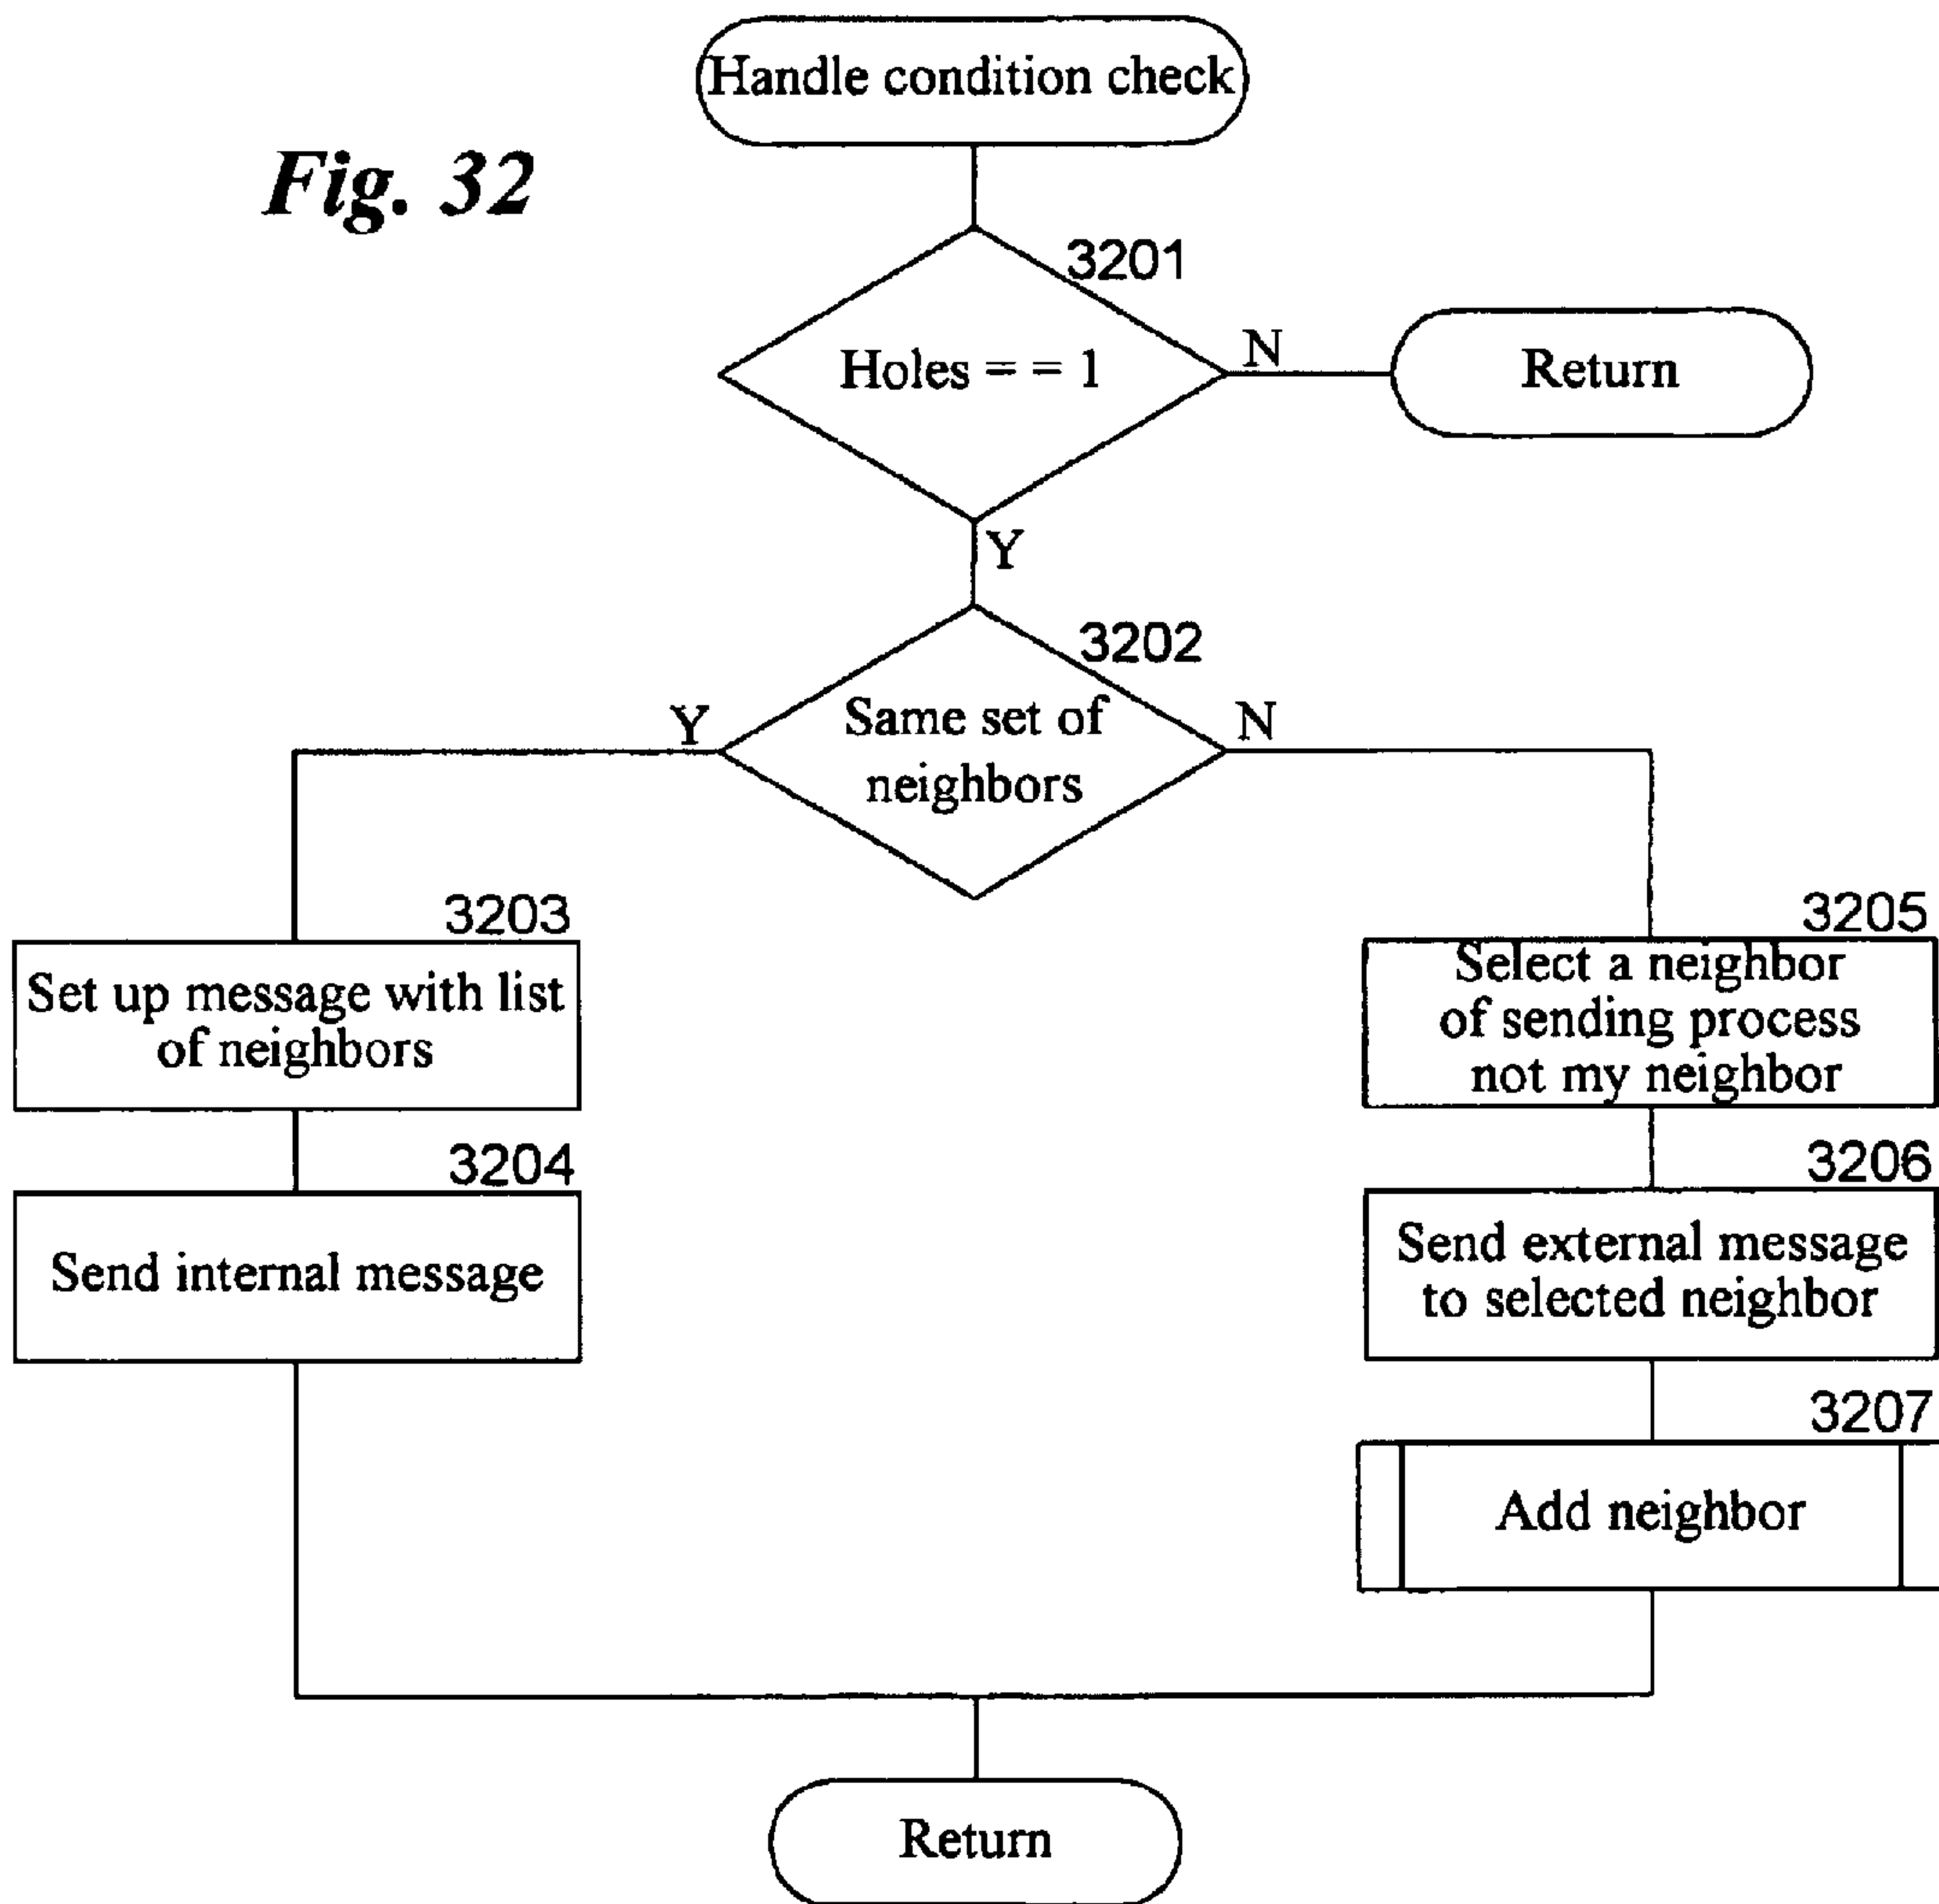 Handle condition check
Fig. 32
3201
Holes = = 1
N
Return
Y
3202
Y
Same set of
neighbors
N
3203
Set up message with list
of neighbors
3204
Send internal message
3205
Select a neighbor
of sending process
not my neighbor
3206
Send external message
to selected neighbor
3207
Add neighbor
Return